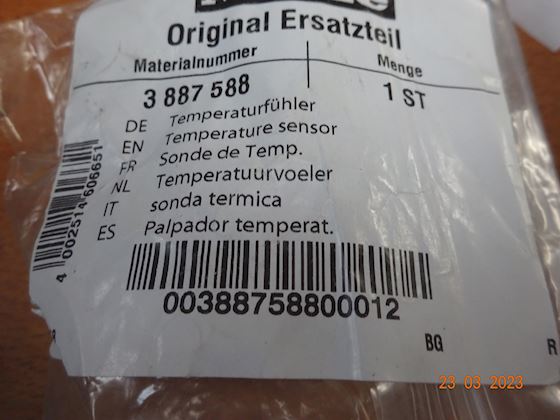 Original Ersatzteil
Materialnummer
Menge
3 887 588
1 ST
DE Temperaturfühler
EN Temperature sensor
FR Sonde de Temp.
NL Temperatuurvoeler
IT sonda termica
ES Palpador temperat.
4 002514 606651
00388758800012
BG
R
23 03 2023